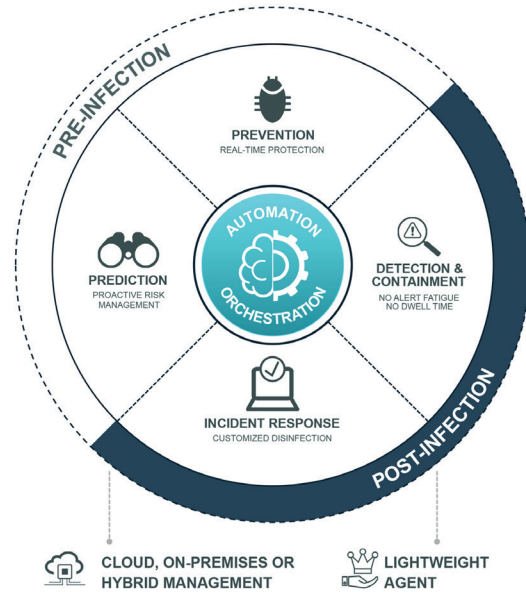 PRE-INFECTION
PREVENTION
REAL-TIME PROTECTION
AUTOMATION
ORCHESTRATION
PREDICTION
PROACTIVE RISK
MANAGEMENT
DETECTION &
CONTAINMENT
NO ALERT FATIGUE
NO DWELL TIME
INCIDENT RESPONSE
CUSTOMIZED DISINFECTION
POST-INFECTION
CLOUD, ON-PREMISES OR
HYBRID MANAGEMENT
LIGHTWEIGHT
AGENT